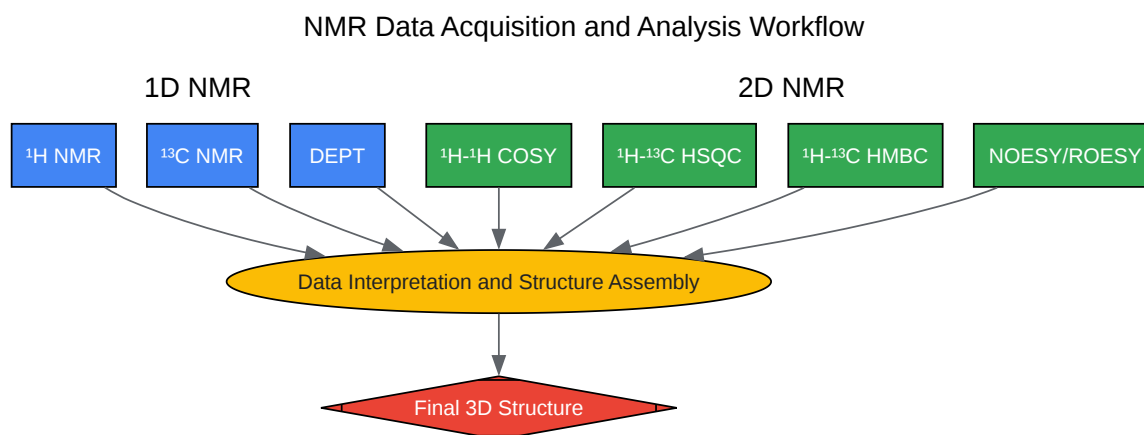 NMR Data Acquisition and Analysis Workflow
1D NMR
2D NMR
¹H NMR
¹³C NMR
DEPT
¹H-¹H COSY
¹H-¹³C HSQC
¹H-¹³C HMBC
NOESY/ROESY
Data Interpretation and Structure Assembly
Final 3D Structure